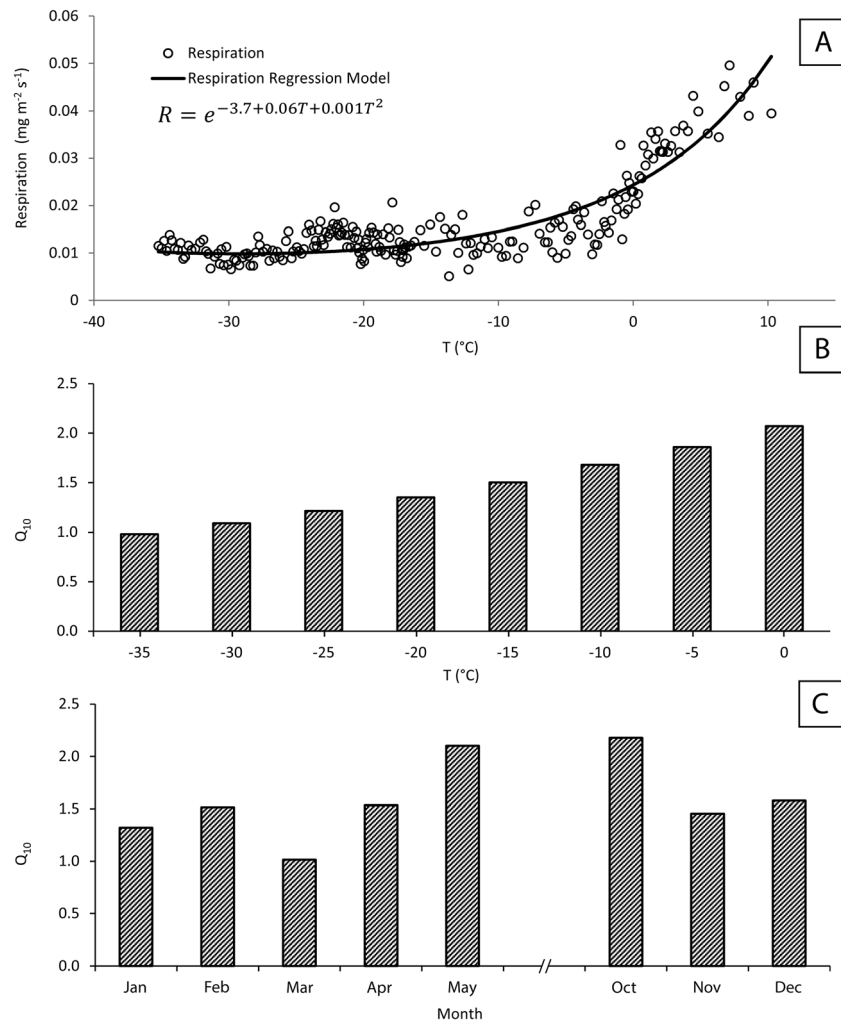 A
0.06
0.05
0.04
0.03
0.02
0.01
0
Respiration (mg m⁻² s⁻¹)
Respiration
Respiration Regression Model
R = e^{-3.7+0.06T+0.001T²}
-40 -30 -20 -10 0 10
T (°C)
B
2.5
2.0
1.5
1.0
0.5
0.0
Q₁₀
-35 -30 -25 -20 -15 -10 -5 0
T (°C)
C
2.5
2.0
1.5
1.0
0.5
0.0
Q₁₀
Jan Feb Mar Apr May // Oct Nov Dec
Month